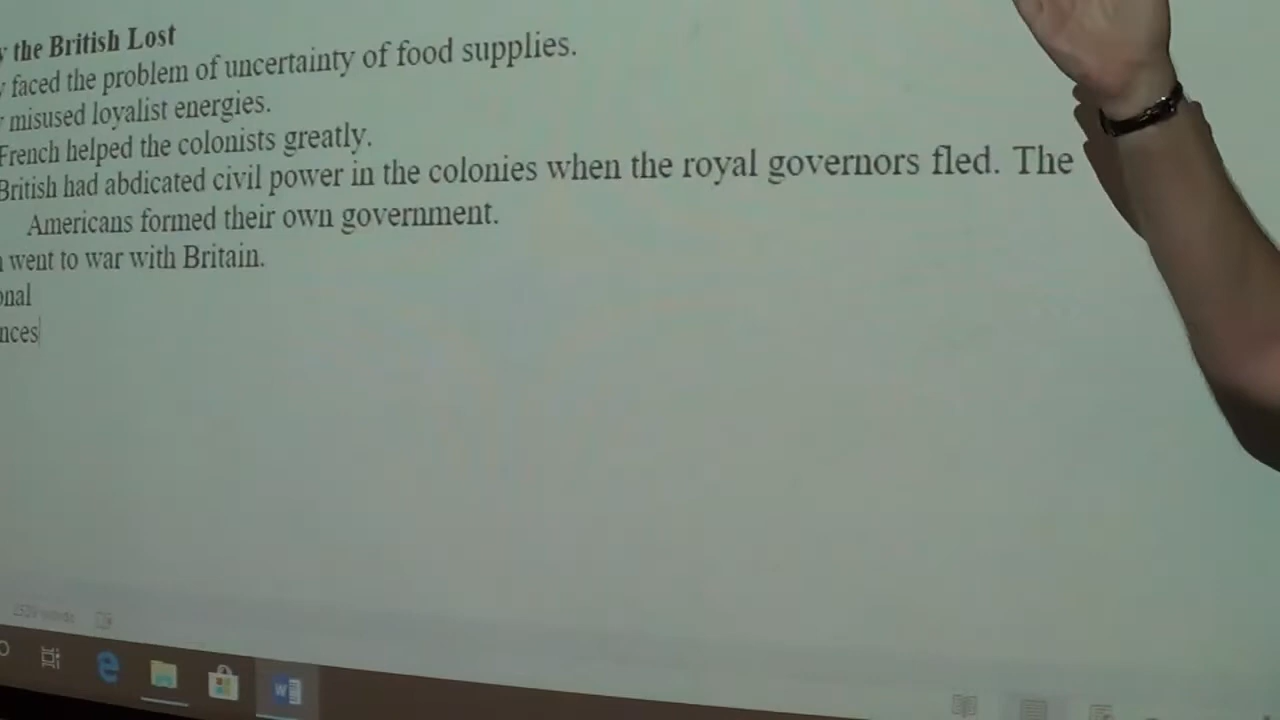 the British Lost
faced the problem of uncertainty of food supplies.
misused loyalist energies.
French helped the colonists greatly.
British had abdicated civil power in the colonies when the royal governors fled. The
Americans formed their own government.
went to war with Britain.
onal
nces